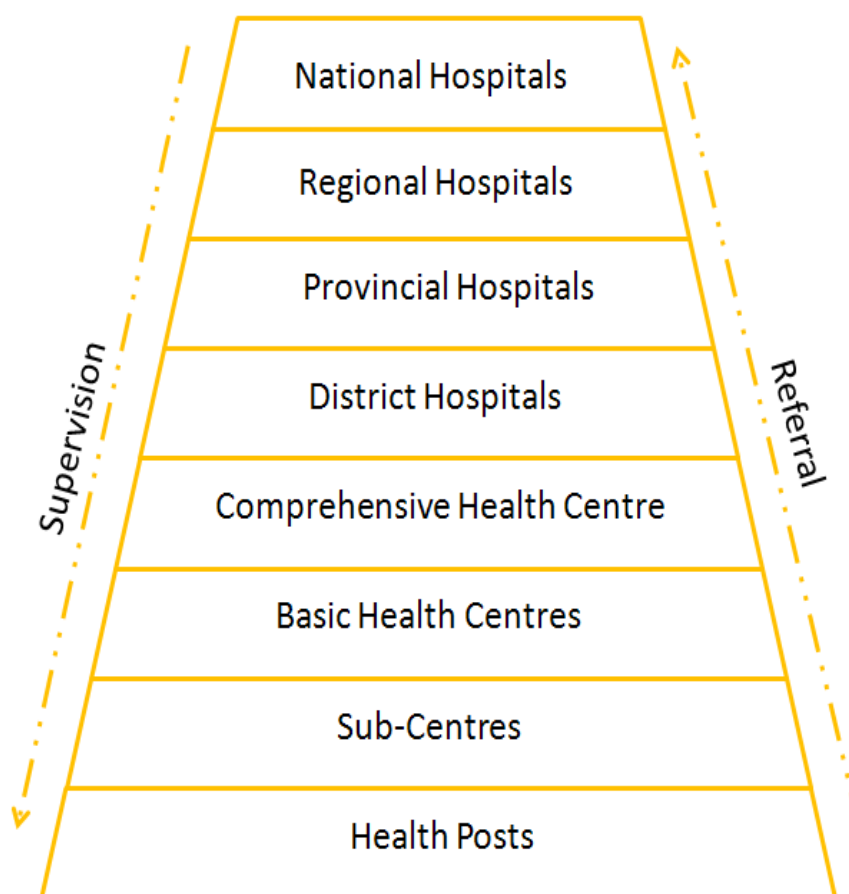 National Hospitals
Regional Hospitals
Provincial Hospitals
District Hospitals
Comprehensive Health Centre
Basic Health Centres
Sub-Centres
Health Posts
Supervision
Referral